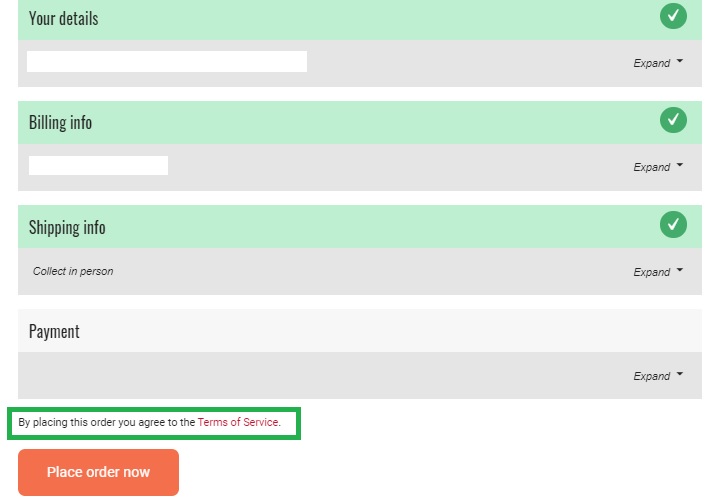 Your details
Expand
Billing info
Expand
Shipping info
Collect in person
Expand
Payment
Expand
By placing this order you agree to the Terms of Service.
Place order now